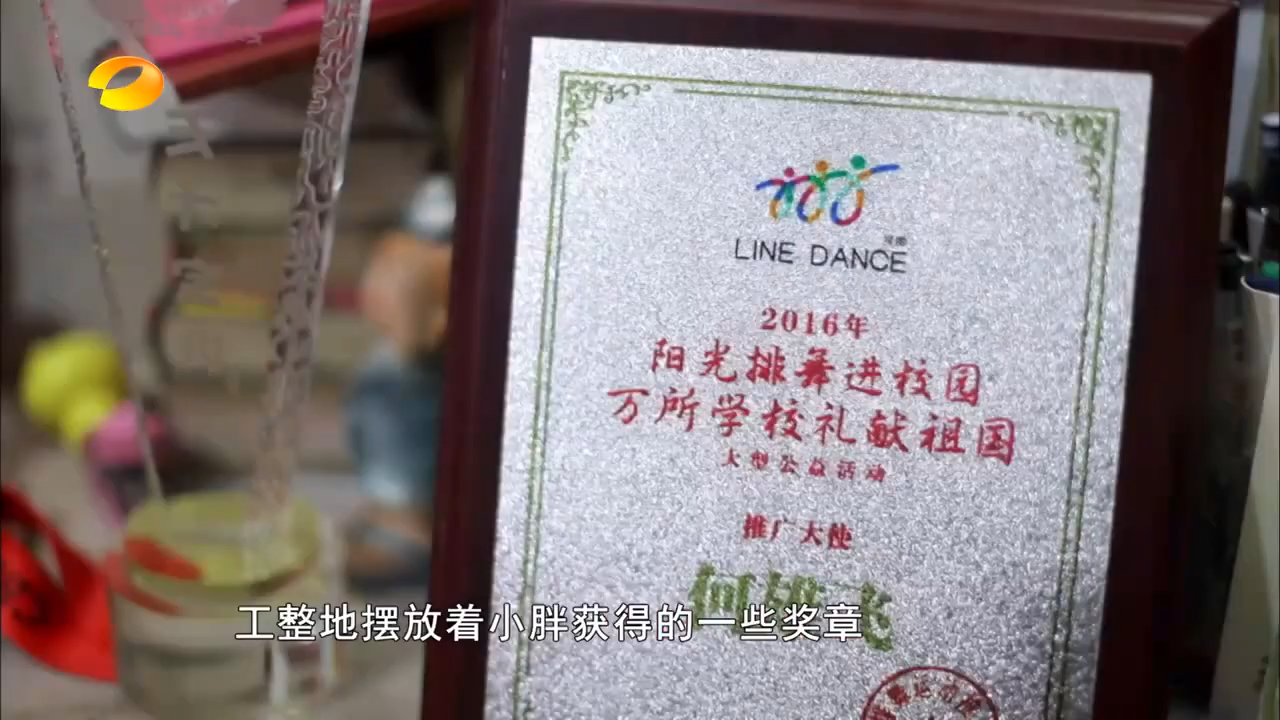 LINE DANCE
2016年
阳光排舞进校园
万所学校礼献祖国
大型公益活动
推广大使
工整地摆放着小胖获得的一些奖章